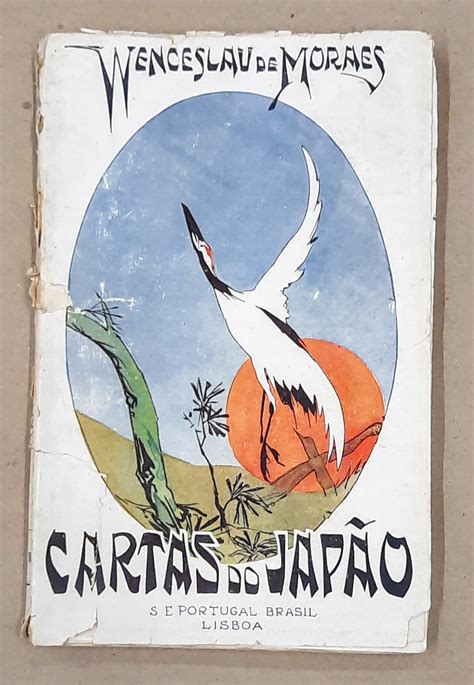 WENCESLAU DE MORAES
CARTAS DO JAPÃO
S E PORTUGAL BRASIL
LISBOA